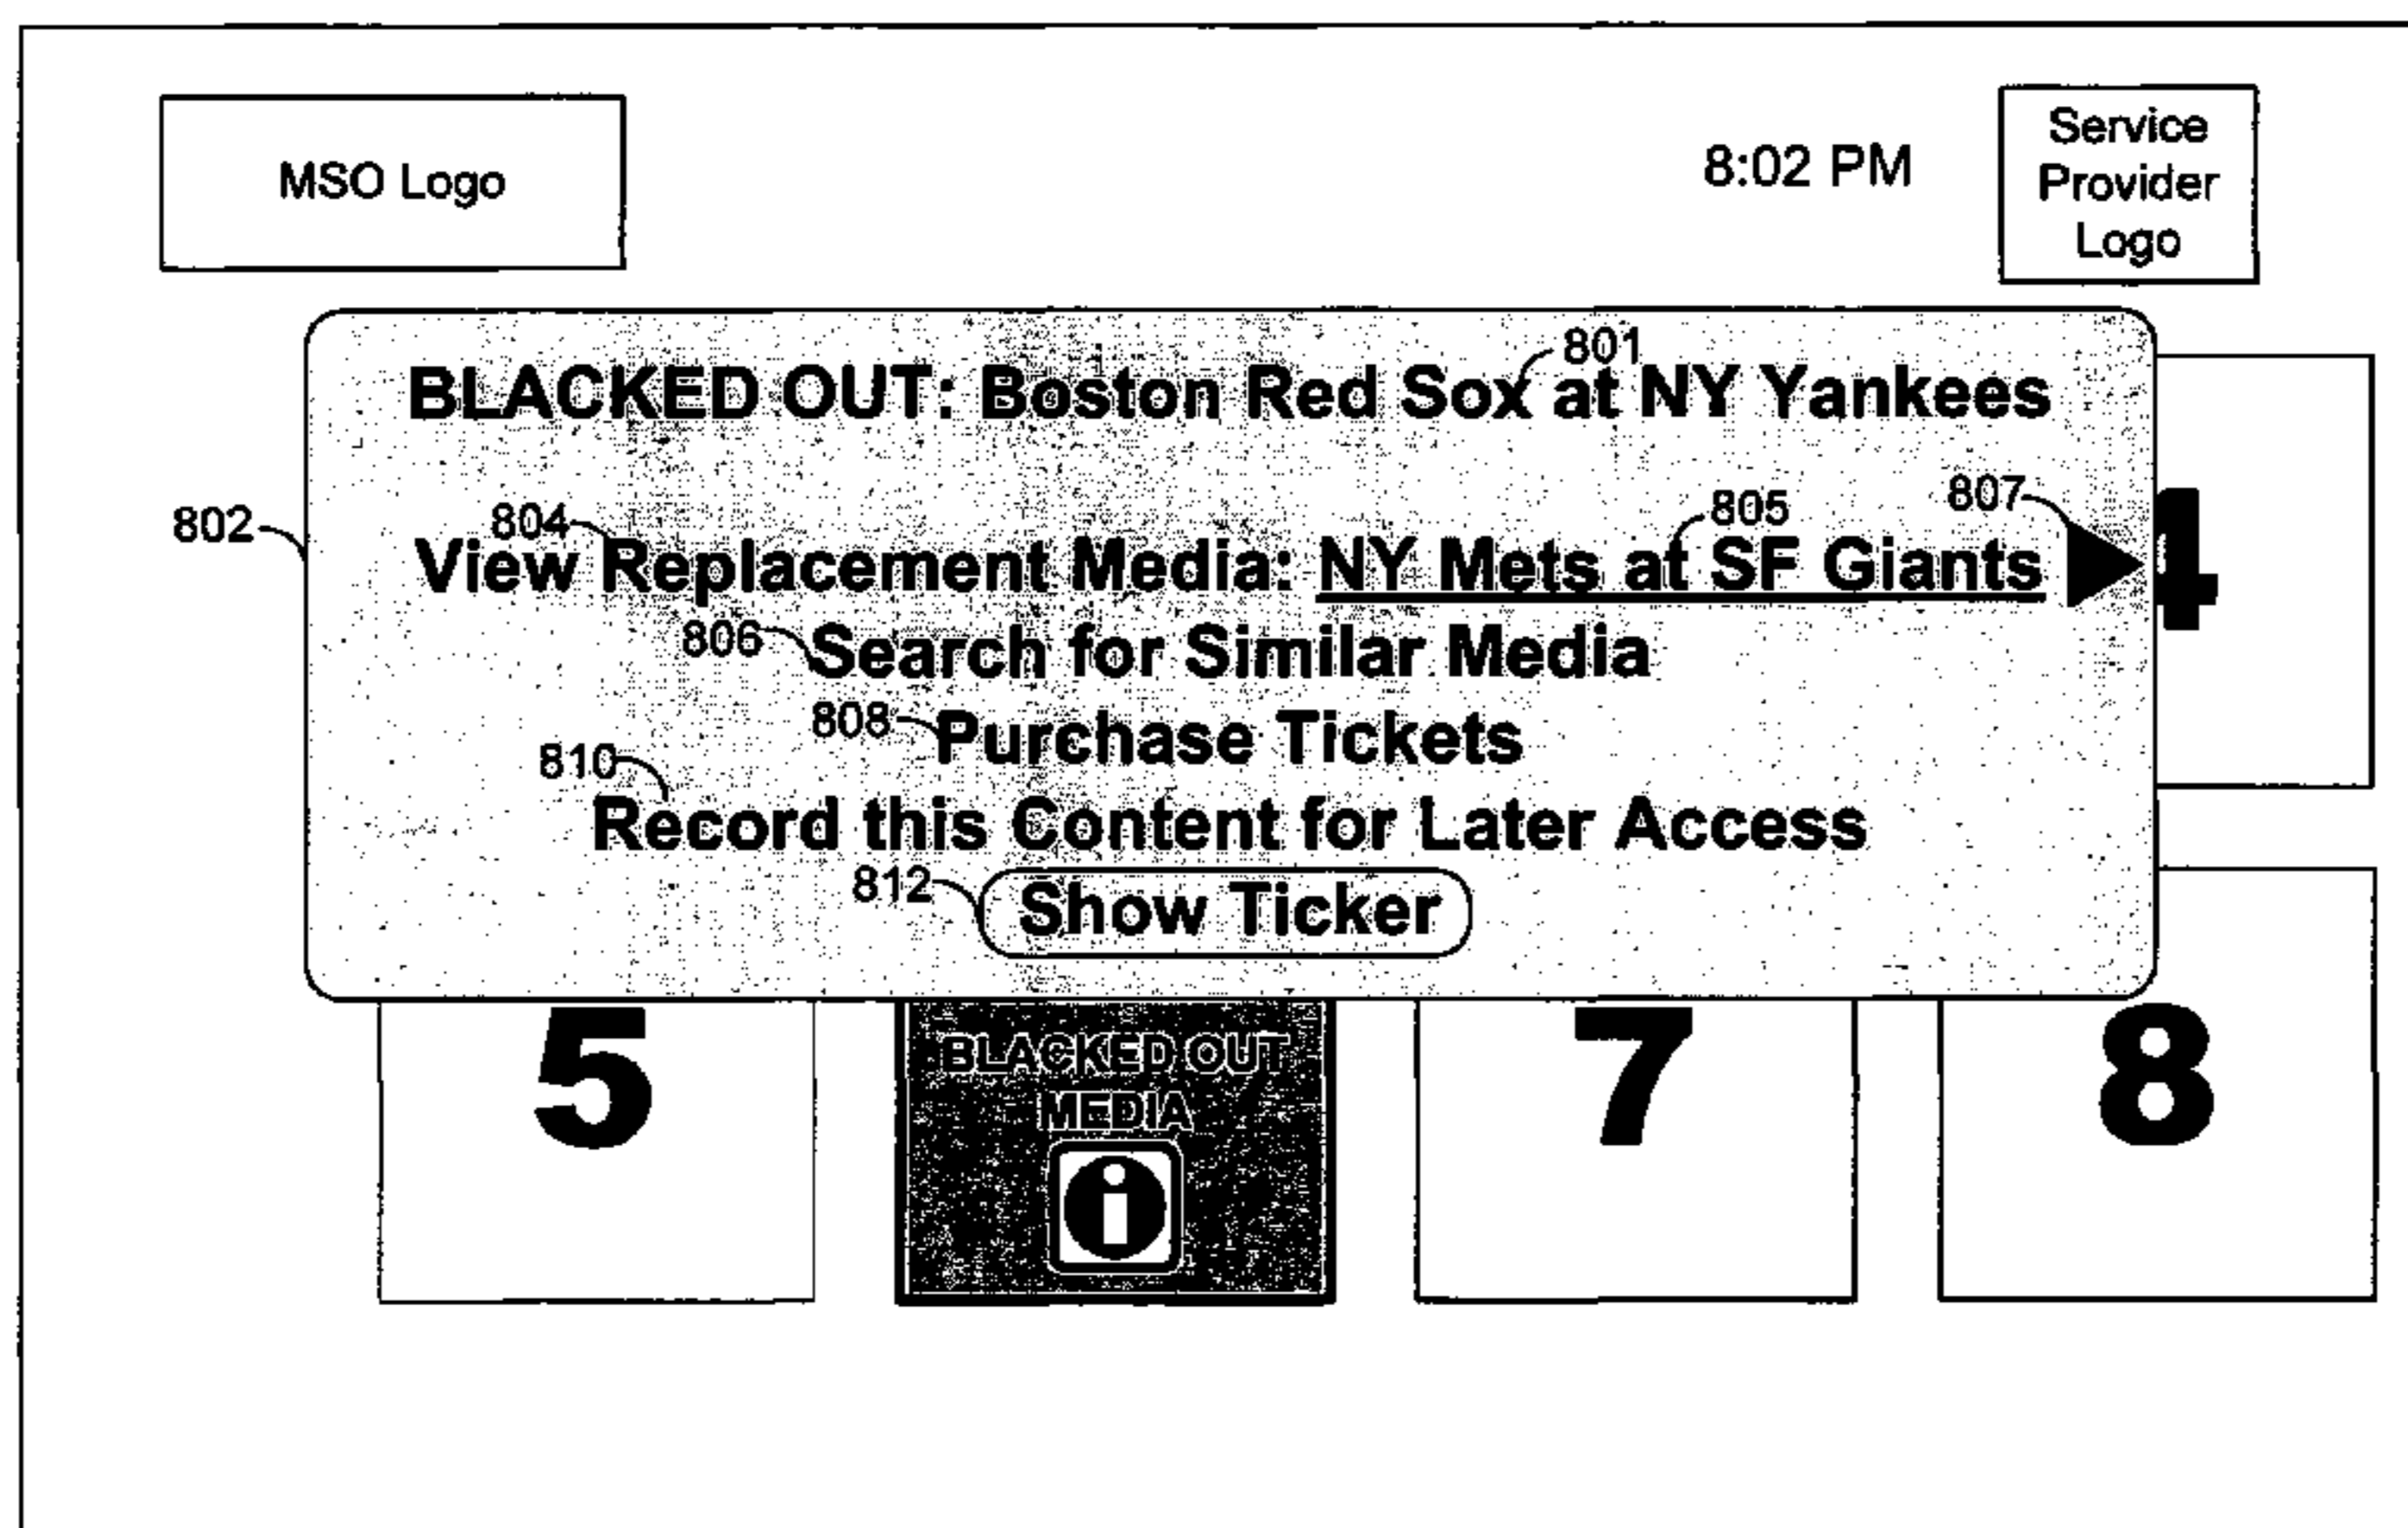 MSO Logo
8:02 PM
Service
Provider
Logo
801
BLACKED OUT: Boston Red Sox at NY Yankees
802
804
805
807
View Replacement Media: NY Mets at SF Giants
4
806
Search for Similar Media
808
Purchase Tickets
810
Record this Content for Later Access
812
Show Ticker
5
BLACKED OUT
MEDIA
i
7
8